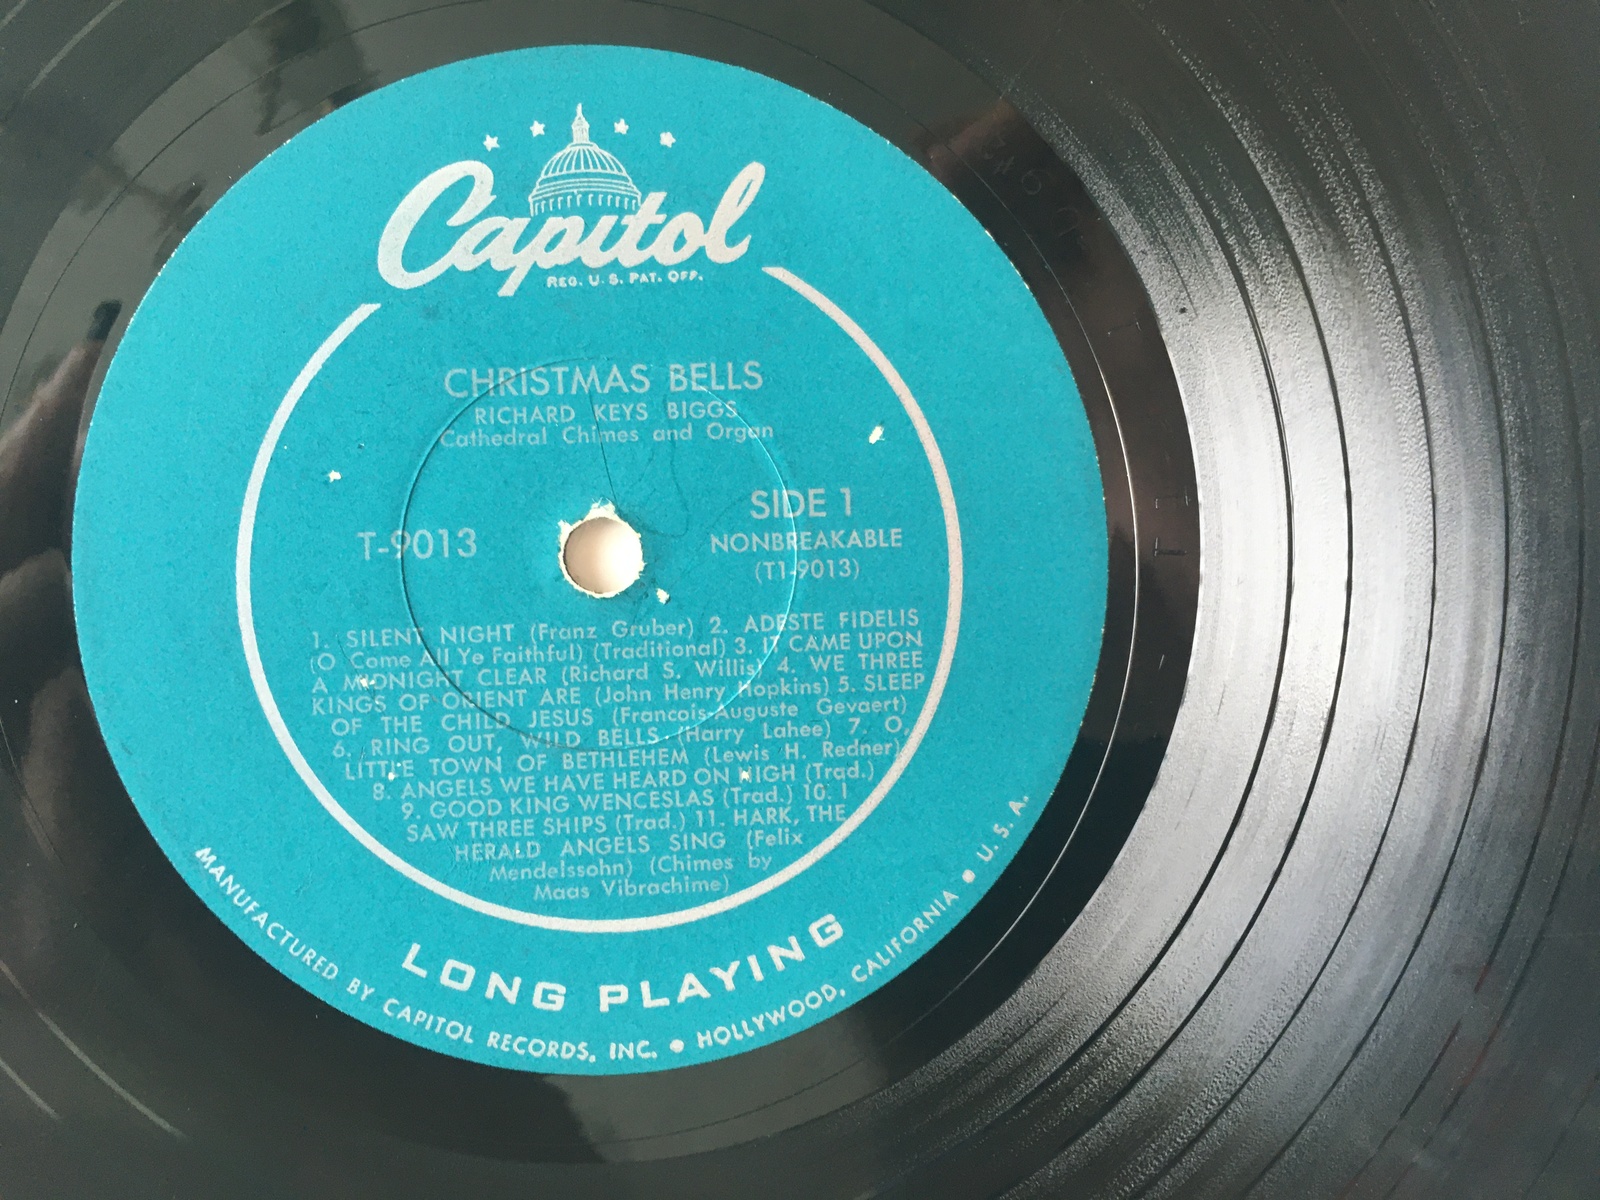 Capitol
REG. U. S. PAT. OFF.
CHRISTMAS BELLS
RICHARD KEYS BIGGS
Cathedral Chimes and Organ
SIDE 1
T-9013
NONBREAKABLE
(T1-9013)
1. SILENT NIGHT (Franz Gruber) 2. ADESTE FIDELIS
(O Come All Ye Faithful) (Traditional) 3. IT CAME UPON
A MIDNIGHT CLEAR (Richard S. Willis) 4. WE THREE
KINGS OF ORIENT ARE (John Henry Hopkins) 5. SLEEP
OF THE CHILD JESUS (Francois-Auguste Gevaert)
6. RING OUT, WILD BELLS (Harry Lahee) 7. O,
LITTLE TOWN OF BETHLEHEM (Lewis H. Redner)
8. ANGELS WE HAVE HEARD ON HIGH (Trad.)
9. GOOD KING WENCESLAS (Trad.) 10. I
SAW THREE SHIPS (Trad.) 11. HARK, THE
HERALD ANGELS SING (Felix
Mendelssohn) (Chimes by
Maas Vibrachime)
LONG PLAYING
MANUFACTURED BY CAPITOL RECORDS, INC. • HOLLYWOOD, CALIFORNIA • U. S. A.